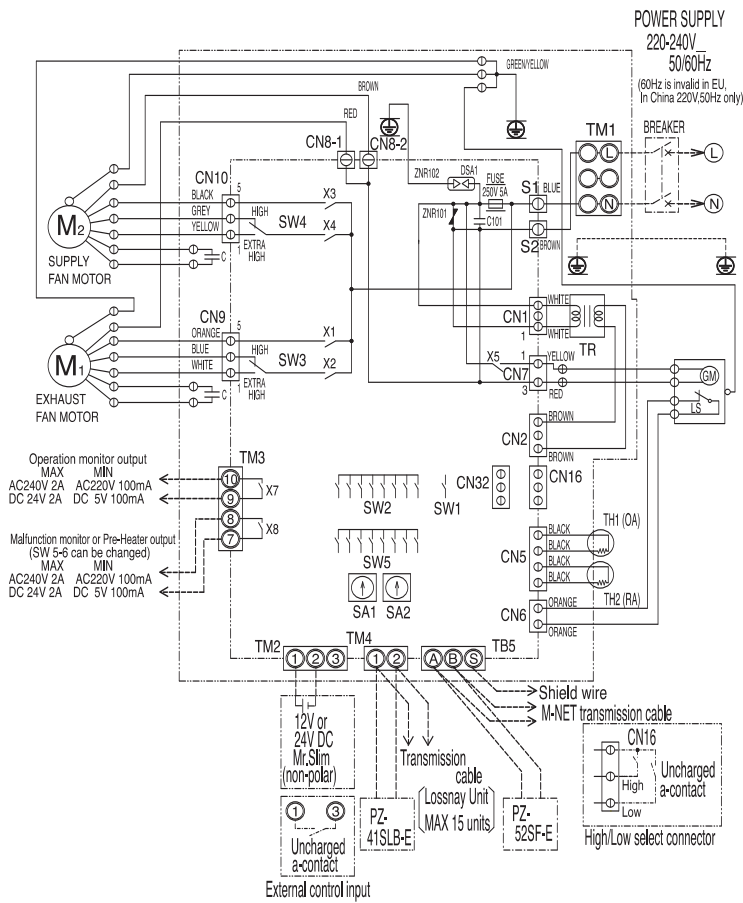 POWER SUPPLY
220-240V
50/60Hz
(60Hz is invalid in EU,
In China 220V,50Hz only)
GREEN/YELLOW
BROWN
RED
CN8-1
CN8-2
TM1
BREAKER
L
L
N
N
ZNR102
DSA1
FUSE
250V 5A
S1
BLUE
ZNR101
C101
S2
BROWN
CN10
5
BLACK
GREY
YELLOW
HIGH
SW4
EXTRA
HIGH
1
X3
X4
M2
SUPPLY
FAN MOTOR
C
CN9
5
ORANGE
BLUE
WHITE
HIGH
SW3
EXTRA
HIGH
1
X1
X2
M1
EXHAUST
FAN MOTOR
C
WHITE
CN1
WHITE
1
TR
X5
1
YELLOW
CN7
3
RED
GM
LS
BROWN
CN2
BROWN
CN32
CN16
Operation monitor output
MAX MIN
AC240V 2A AC220V 100mA
DC 24V 2A DC 5V 100mA
Malfunction monitor or Pre-Heater output
(SW 5-6 can be changed)
MAX MIN
AC240V 2A AC220V 100mA
DC 24V 2A DC 5V 100mA
TM3
10
9
8
7
X7
X8
SW2
SW1
SW5
SA1
SA2
TH1 (OA)
BLACK
BLACK
CN5
BLACK
BLACK
TH2 (RA)
CN6
ORANGE
ORANGE
TM2
1 2 3
TM4
1 2
TB5
A B S
12V or
24V DC
Mr.Slim
(non-polar)
1 3
Uncharged
a-contact
External control input
PZ-
41SLB-E
Transmission
cable
Lossnay Unit
MAX 15 units
PZ-
52SF-E
Shield wire
M-NET transmission cable
CN16
High
Low
Uncharged
a-contact
High/Low select connector